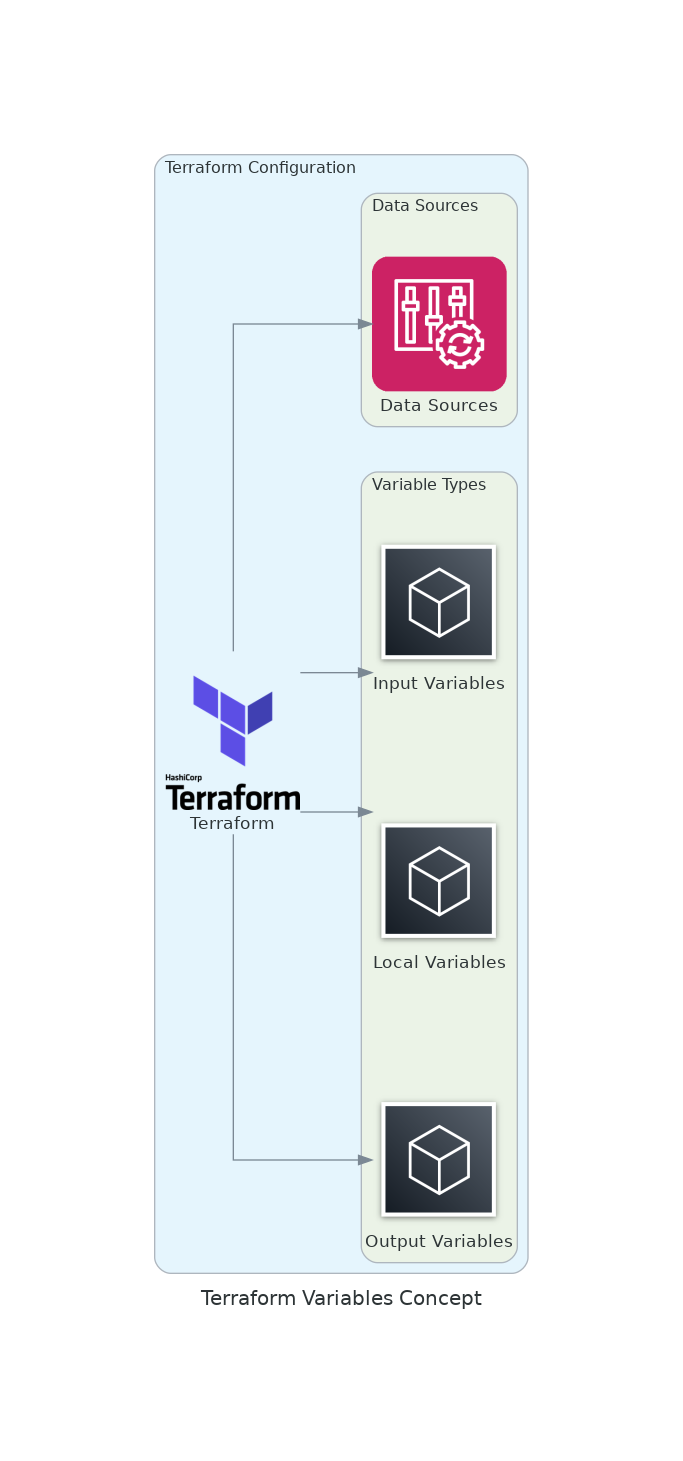 Terraform Configuration
Data Sources
Data Sources
Variable Types
Input Variables
HashiCorp
Terraform
Terraform
Local Variables
Output Variables
Terraform Variables Concept